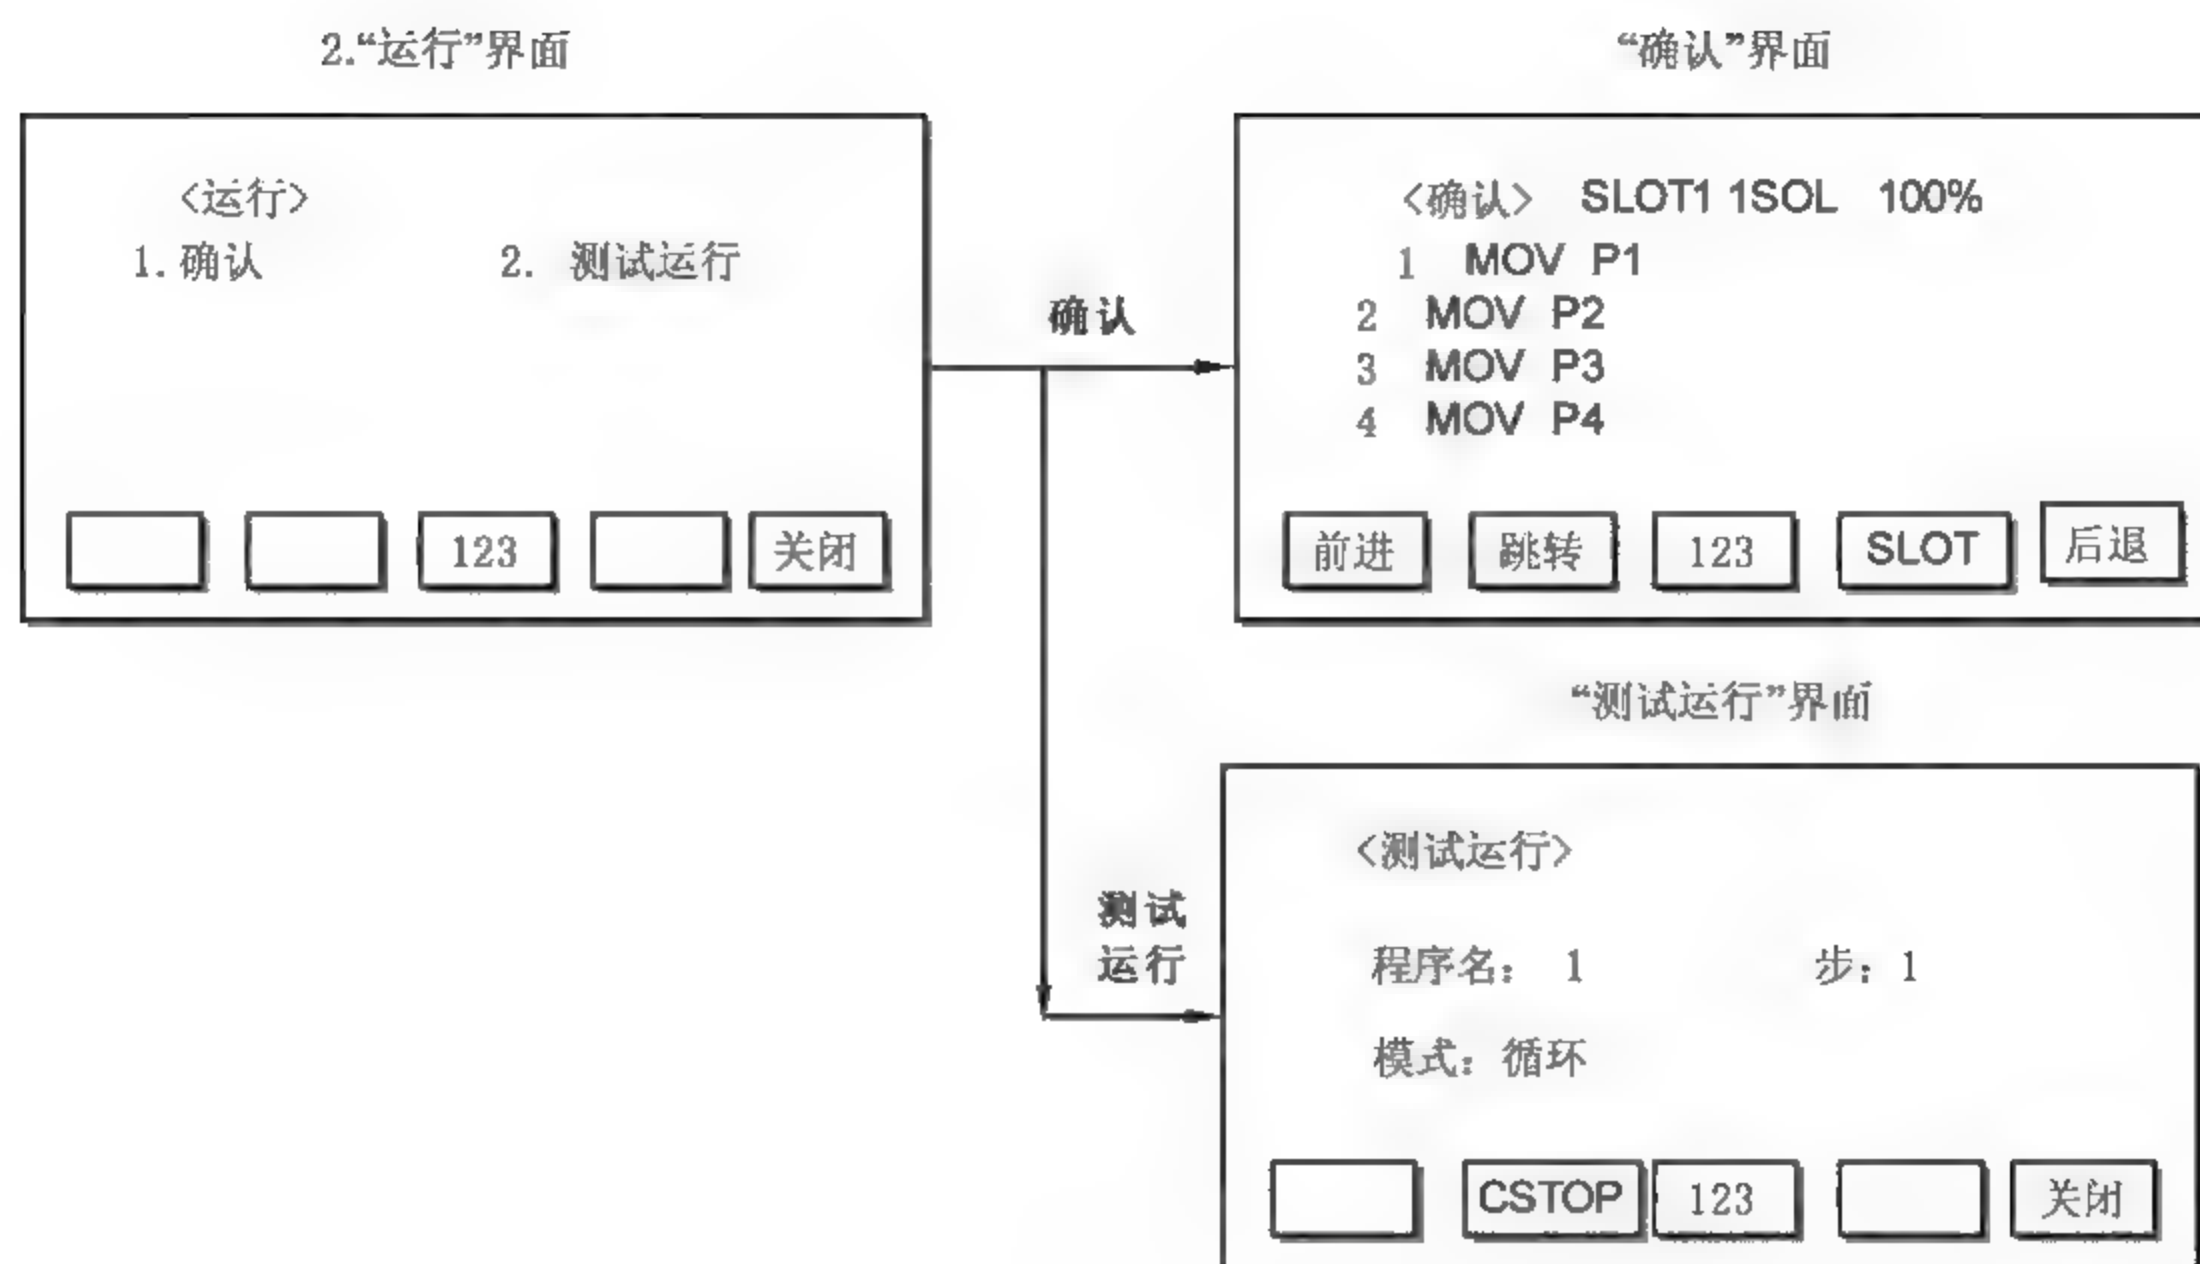 2.“运行”界面
<运行>
1.确认 2. 测试运行
123 关闭
确认
“确认”界面
<确认> SLOT1 1SOL 100%
1 MOV P1
2 MOV P2
3 MOV P3
4 MOV P4
前进 跳转 123 SLOT 后退
测试
运行
“测试运行”界面
<测试运行>
程序名： 1 步：1
模式：循环
CSTOP 123 关闭